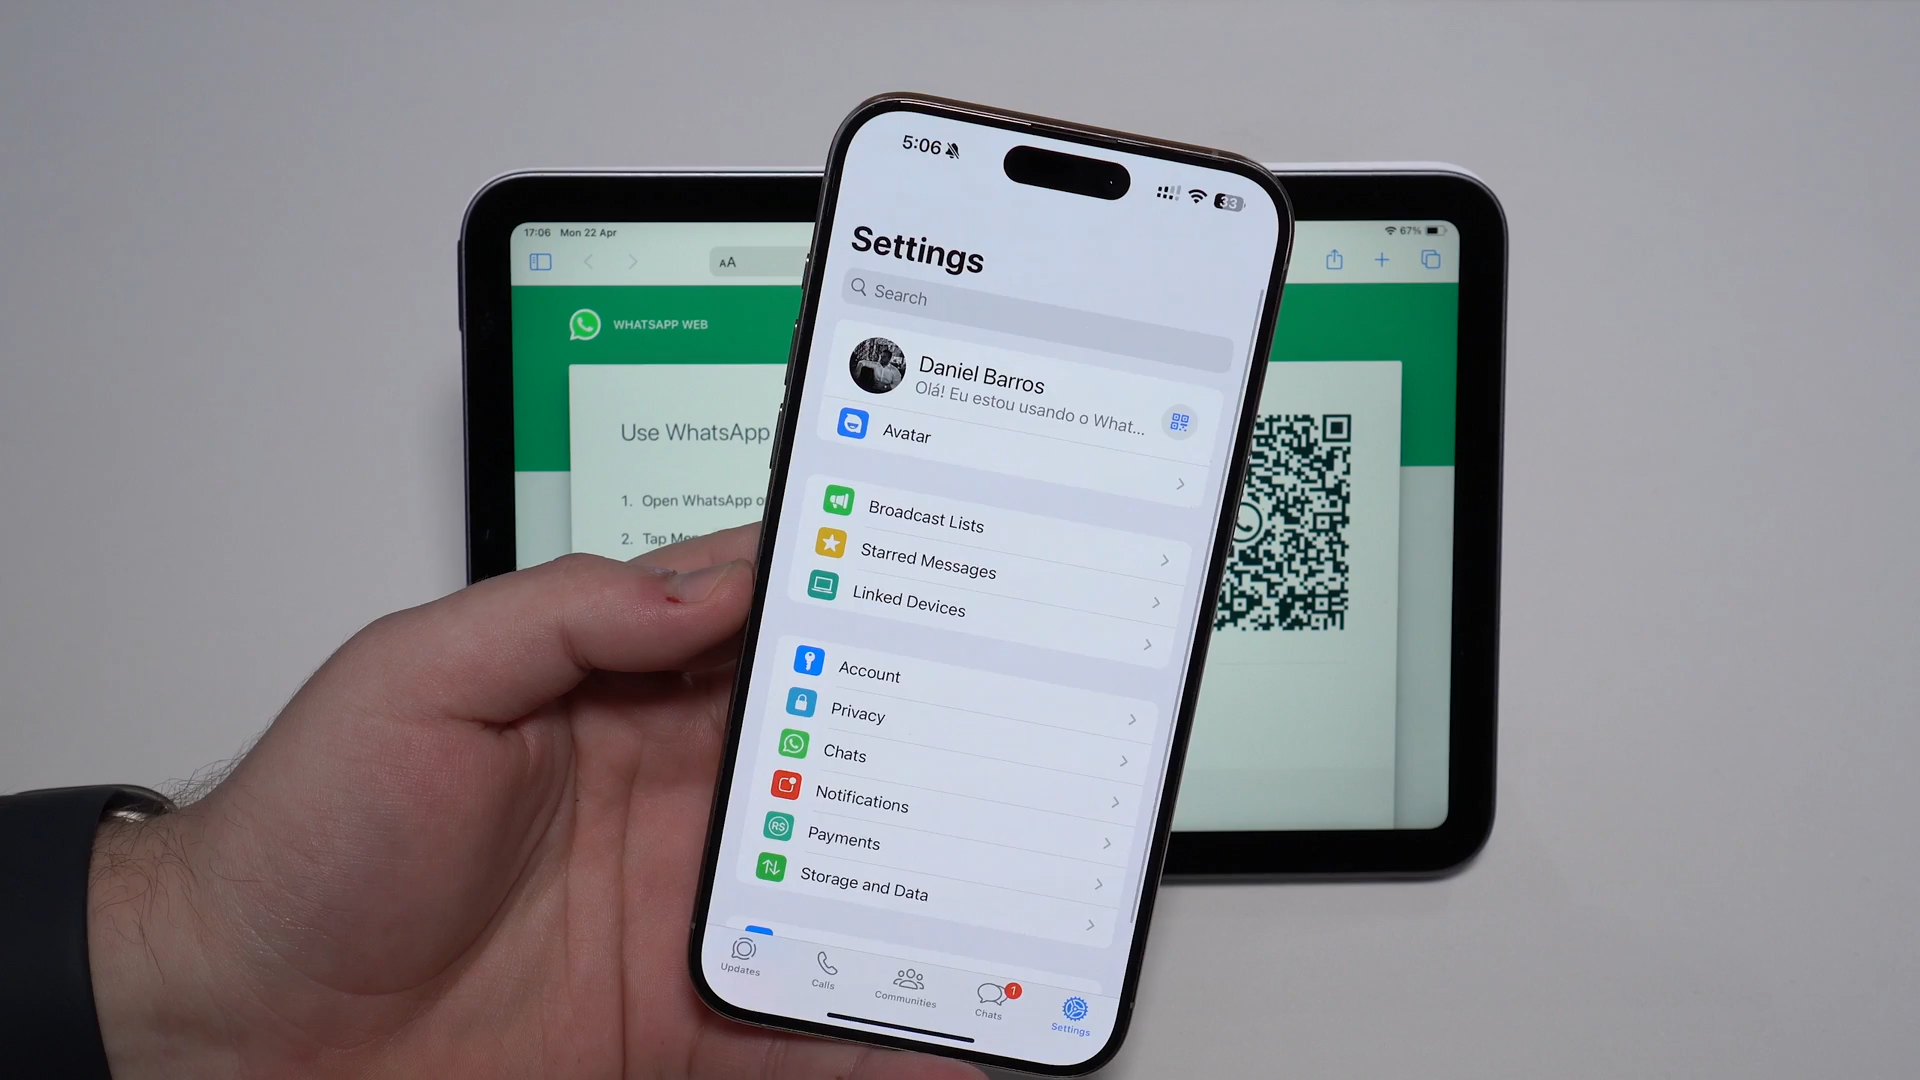 5:06
33
Settings
Search
Daniel Barros
Olá! Eu estou usando o What...
Avatar
Broadcast Lists
Starred Messages
Linked Devices
Account
Privacy
Chats
Notifications
Payments
Storage and Data
Updates
Calls
Communities
1
Chats
Settings
17:06 Mon 22 Apr
67%
AA
WHATSAPP WEB
Use WhatsApp
1. Open WhatsApp
2. Tap